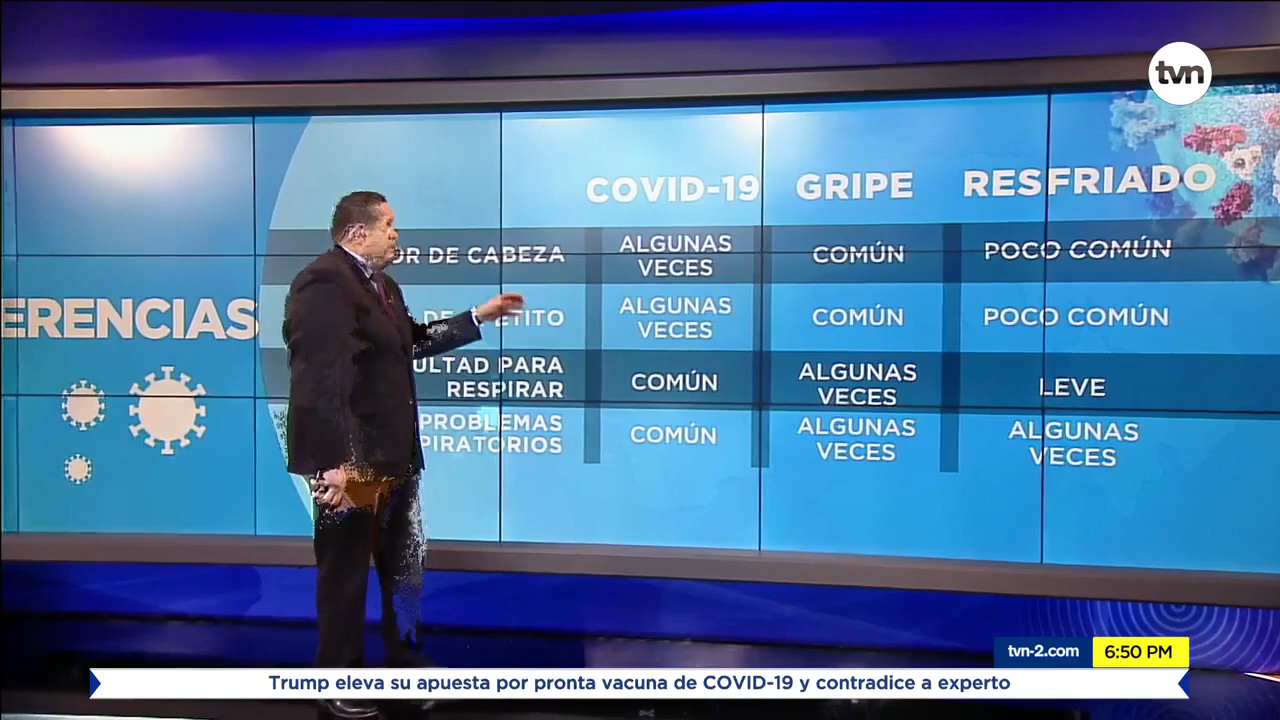 tvn
COVID-19 GRIPE RESFRIADO
OR DE CABEZA ALGUNAS VECES COMÚN POCO COMÚN
ERENCIAS
DE PETITO ALGUNAS VECES COMÚN POCO COMÚN
ULTAD PARA RESPIRAR COMÚN ALGUNAS VECES LEVE
PROBLEMAS PIRATORIOS COMÚN ALGUNAS VECES ALGUNAS VECES
tvn-2.com 6:50 PM
Trump eleva su apuesta por pronta vacuna de COVID-19 y contradice a experto